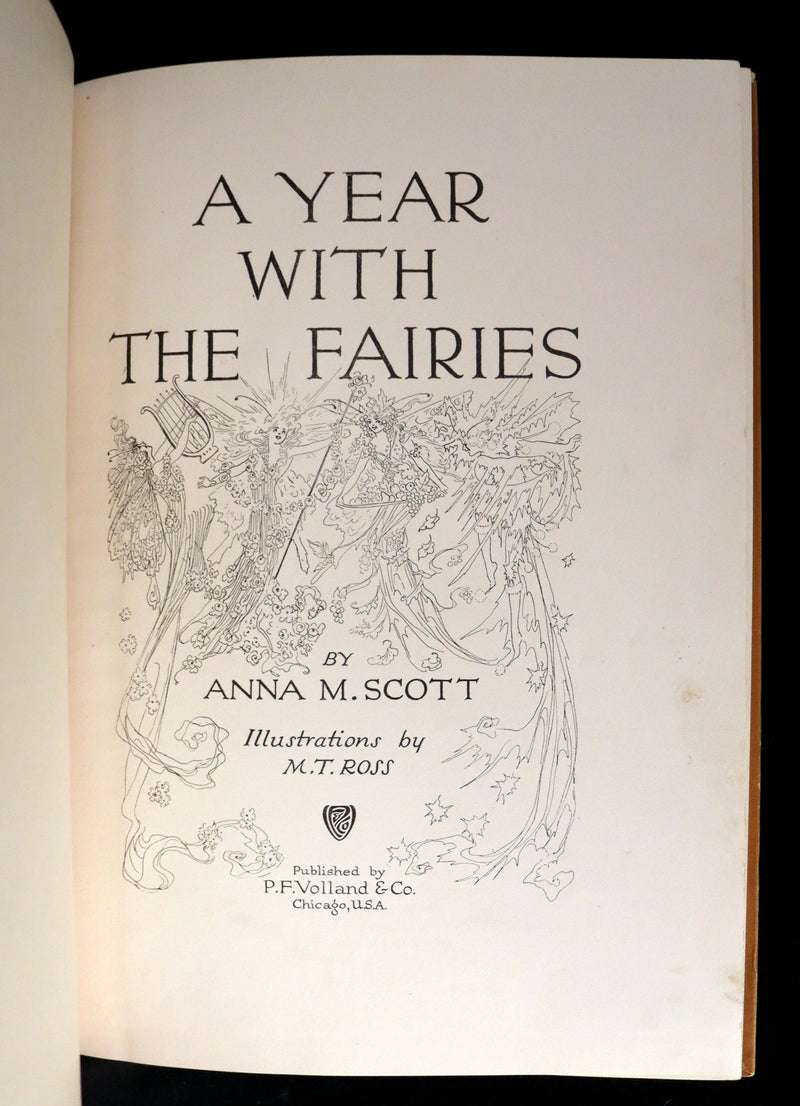 A YEAR
WITH
THE FAIRIES
BY
ANNA M. SCOTT
Illustrations by
M.T. ROSS
Published by
P.F. Volland & Co.
Chicago, U.S.A.